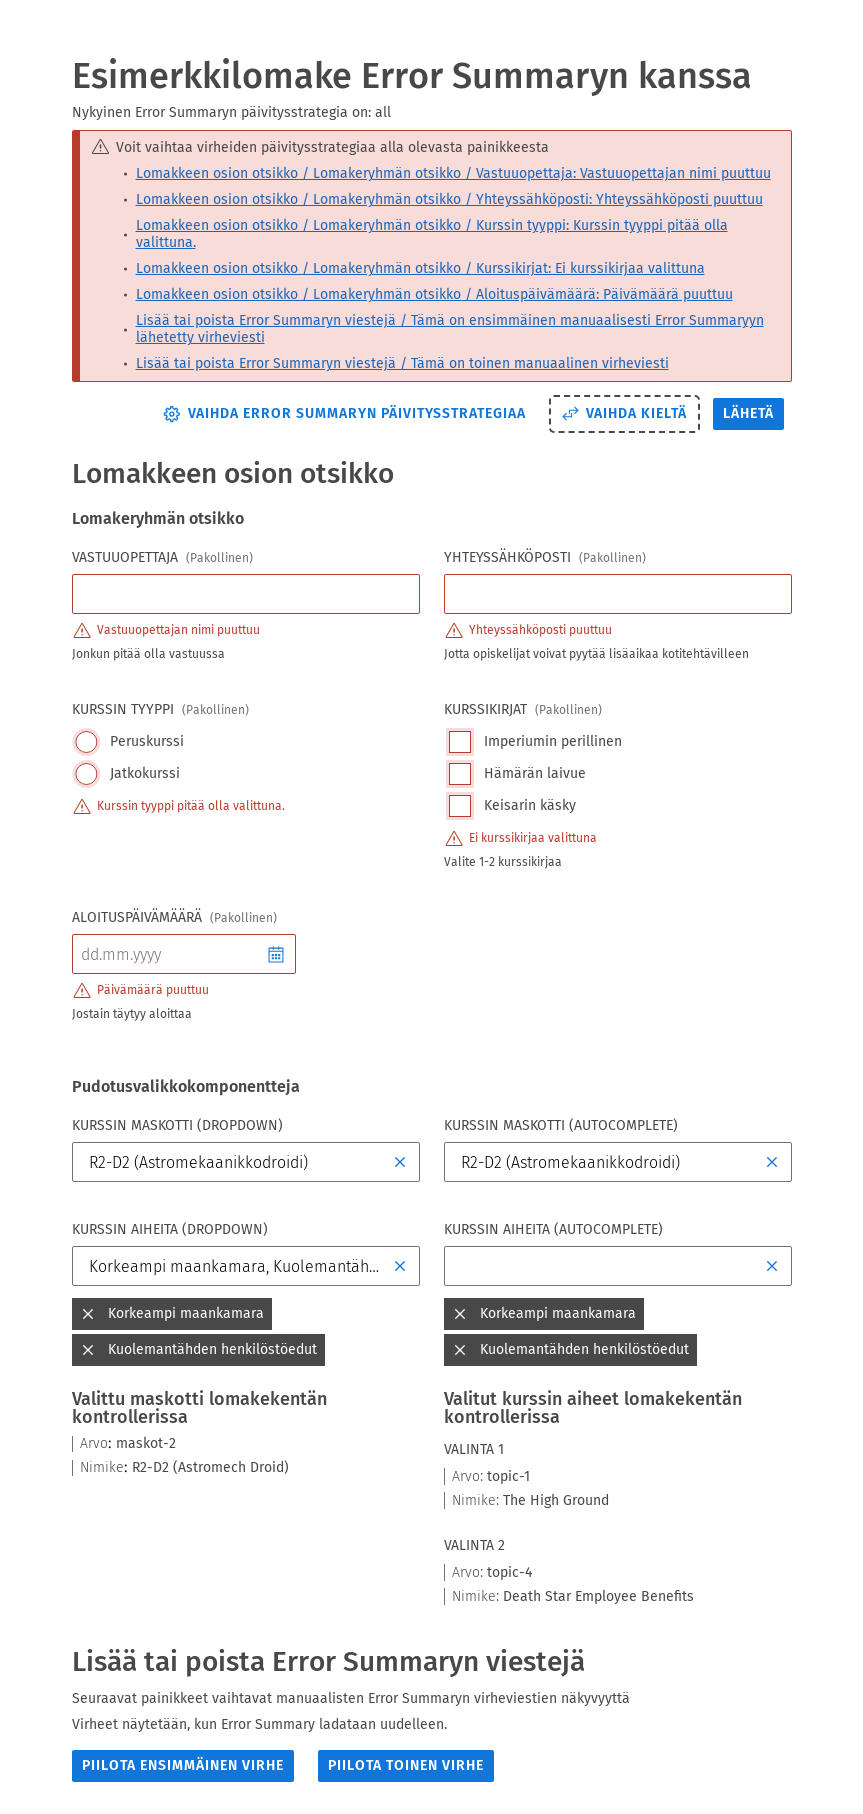 Esimerkkilomake Error Summaryn kanssa
Nykyinen Error Summaryn päivitysstrategia on: all
Voit vaihtaa virheiden päivitysstrategiaa alla olevasta painikkeesta
• Lomakkeen osion otsikko / Lomakeryhmän otsikko / Vastuuopettaja: Vastuuopettajan nimi puuttuu
• Lomakkeen osion otsikko / Lomakeryhmän otsikko / Yhteyssähköposti: Yhteyssähköposti puuttuu
• Lomakkeen osion otsikko / Lomakeryhmän otsikko / Kurssin tyyppi: Kurssin tyyppi pitää olla
valittuna.
• Lomakkeen osion otsikko / Lomakeryhmän otsikko / Kurssikirjat: Ei kurssikirjaa valittuna
• Lomakkeen osion otsikko / Lomakeryhmän otsikko / Aloituspäivämäärä: Päivämäärä puuttuu
• Lisää tai poista Error Summaryn viestejä / Tämä on ensimmäinen manuaalisesti Error Summaryyn
lähetetty virheviesti
• Lisää tai poista Error Summaryn viestejä / Tämä on toinen manuaalinen virheviesti
VAIHDA ERROR SUMMARYN PÄIVITYSSTRATEGIAA VAIHDA KIELTÄ LÄHETÄ
Lomakkeen osion otsikko
Lomakeryhmän otsikko
VASTUUOPETTAJA (Pakollinen)
Vastuuopettajan nimi puuttuu
Jonkun pitää olla vastuussa
YHTEYSSÄHKÖPOSTI (Pakollinen)
Yhteyssähköposti puuttuu
Jotta opiskelijat voivat pyytää lisäaikaa kotitehtävilleen
KURSSIN TYYPPI (Pakollinen)
Peruskurssi
Jatkokurssi
Kurssin tyyppi pitää olla valittuna.
KURSSIKIRJAT (Pakollinen)
Imperiumin perillinen
Hämärän laivue
Keisarin käsky
Ei kurssikirjaa valittuna
Valite 1-2 kurssikirjaa
ALOITUSPÄIVÄMÄÄRÄ (Pakollinen)
dd.mm.yyyy
Päivämäärä puuttuu
Jostain täytyy aloittaa
Pudotusvalikkokomponentteja
KURSSIN MASKOTTI (DROPDOWN)
R2-D2 (Astromekaanikkodroidi)
KURSSIN MASKOTTI (AUTOCOMPLETE)
R2-D2 (Astromekaanikkodroidi)
KURSSIN AIHEITA (DROPDOWN)
Korkeampi maankamara, Kuolemantäh...
Korkeampi maankamara
Kuolemantähden henkilöstöedut
KURSSIN AIHEITA (AUTOCOMPLETE)
Korkeampi maankamara
Kuolemantähden henkilöstöedut
Valittu maskotti lomakekentän
kontrollerissa
Arvo: maskot-2
Nimike: R2-D2 (Astromech Droid)
Valitut kurssin aiheet lomakekentän
kontrollerissa
VALINTA 1
Arvo: topic-1
Nimike: The High Ground
VALINTA 2
Arvo: topic-4
Nimike: Death Star Employee Benefits
Lisää tai poista Error Summaryn viestejä
Seuraavat painikkeet vaihtavat manuaalisten Error Summaryn virheviestien näkyvyyttä
Virheet näytetään, kun Error Summary ladataan uudelleen.
PIILOTA ENSIMMÄINEN VIRHE PIILOTA TOINEN VIRHE